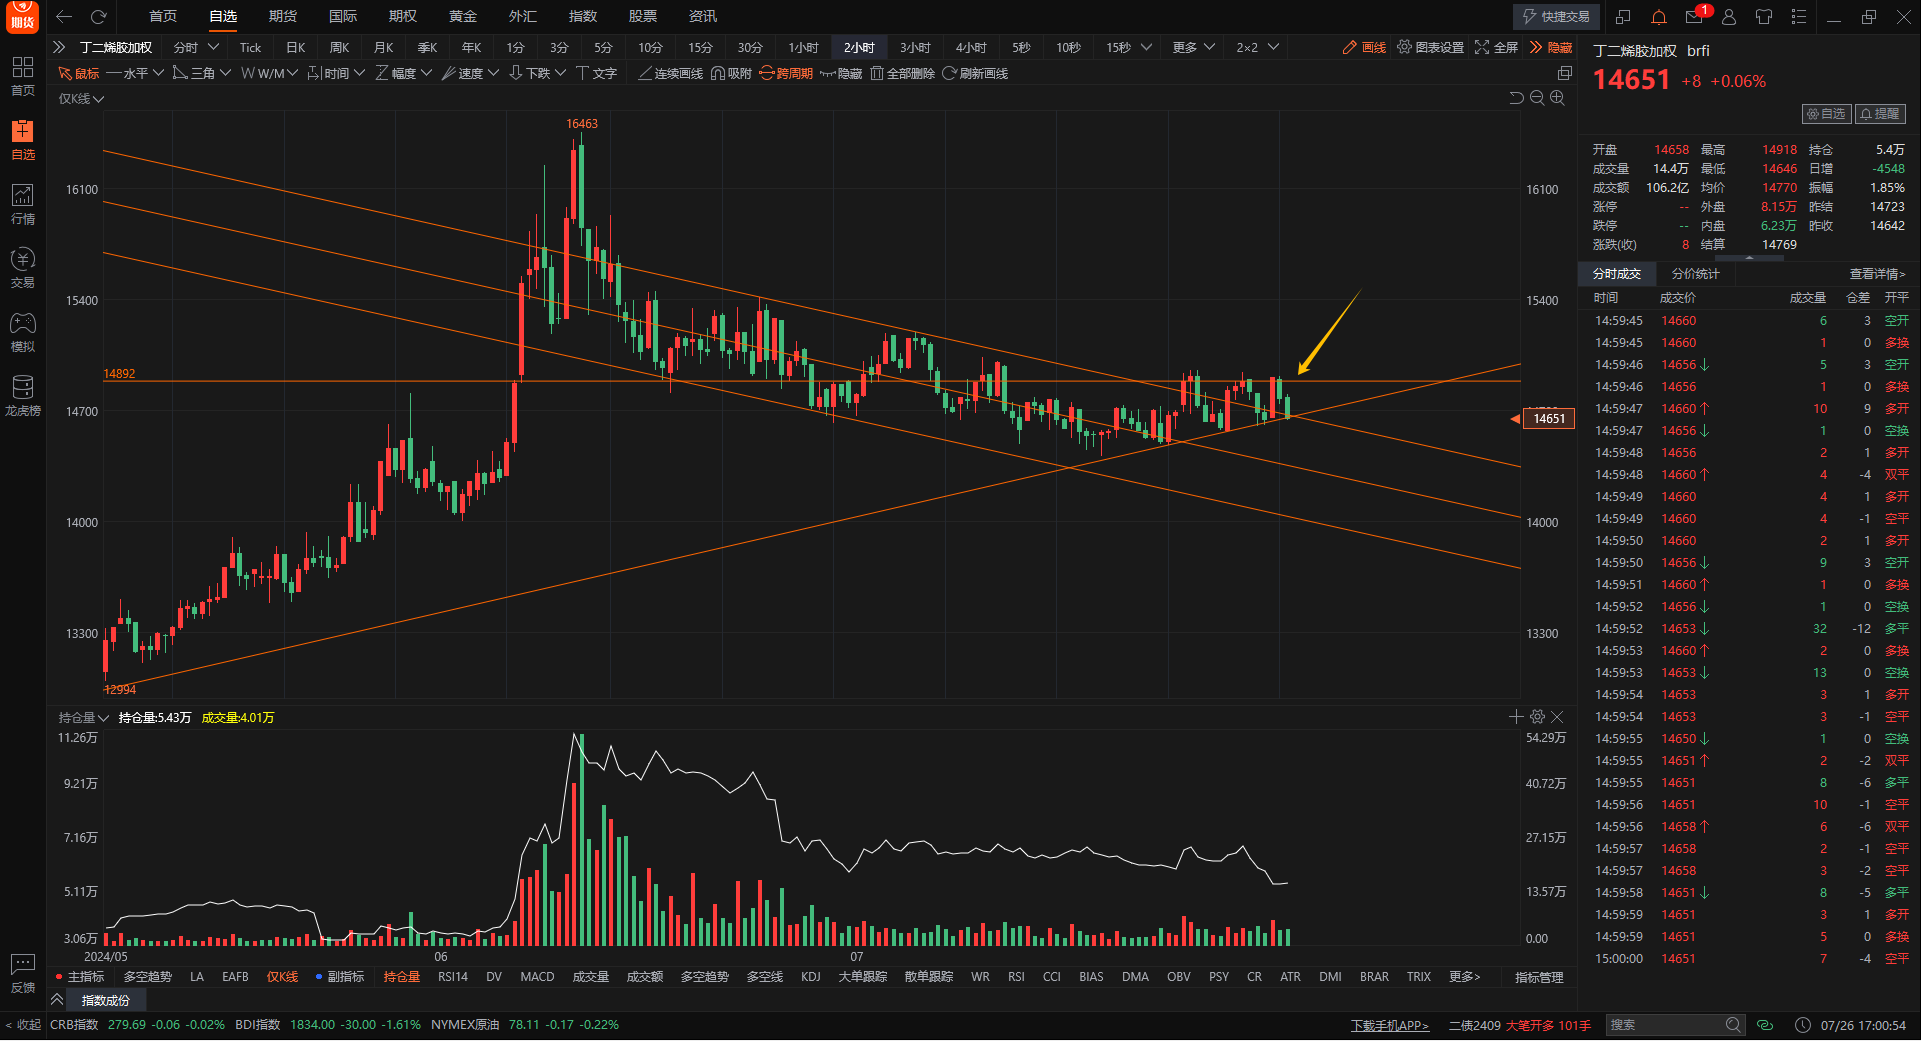 期货 首页 自选 期货 国际 期权 黄金 外汇 指数 股票 资讯 快捷交易 1
丁二烯胶加权 分时 Tick 日K 周K 月K 季K 年K 1分 3分 5分 10分 15分 30分 1小时 2小时 3小时 4小时 5秒 10秒 15秒 更多 2×2 画线 图表设置 全屏 隐藏
鼠标 水平 三角 W/M 时间 幅度 速度 下跌 文字 连续画线 吸附 跨周期 隐藏 全部删除 刷新画线
仅K线
首页
自选
行情
交易
模拟
龙虎榜
反馈
< 收起
16463
16100 16100
15400 15400
14892
14700
14651
14000 14000
13300 13300
12994
持仓量 持仓量:5.43万 成交量:4.01万
11.26万 54.29万
9.21万 40.72万
7.16万 27.15万
5.11万 13.57万
3.06万 0.00
2024/05 06 07
主指标 多空趋势 LA EAFB 仅K线 副指标 持仓量 RSI14 DV MACD 成交量 成交额 多空趋势 多空线 KDJ 大单跟踪 散单跟踪 WR RSI CCI BIAS DMA OBV PSY CR ATR DMI BRAR TRIX 更多> 指标管理
指数成份
CRB指数 279.69 -0.06 -0.02% BDI指数 1834.00 -30.00 -1.61% NYMEX原油 78.11 -0.17 -0.22% 下载手机APP> 二债2409 大笔开多 101手 搜索 07/26 17:00:54
丁二烯胶加权 brfi
14651 +8 +0.06%
自选 提醒
开盘 14658 最高 14918 持仓 5.4万
成交量 14.4万 最低 14646 日增 -4548
成交额 106.2亿 均价 14770 振幅 1.85%
涨停 -- 外盘 8.15万 昨结 14723
跌停 -- 内盘 6.23万 昨收 14642
涨跌(收) 8 结算 14769
分时成交 分价统计 查看详情>
时间 成交价 成交量 仓差 开平
14:59:45 14660 6 3 空开
14:59:45 14660 1 0 多换
14:59:46 14656↓ 5 3 空开
14:59:46 14656 1 0 多换
14:59:47 14660↑ 10 9 多开
14:59:47 14656↓ 1 0 空换
14:59:48 14656 2 1 多开
14:59:48 14660↑ 4 -4 双平
14:59:49 14660 4 1 多开
14:59:49 14660 4 -1 空平
14:59:50 14660 2 1 多开
14:59:50 14656↓ 9 3 空开
14:59:51 14660↑ 1 0 多换
14:59:52 14656↓ 1 0 空换
14:59:52 14653↓ 32 -12 多平
14:59:53 14660↑ 2 0 多换
14:59:53 14653↓ 13 0 空换
14:59:54 14653 3 1 多开
14:59:54 14653 3 -1 空平
14:59:55 14650↓ 1 0 空换
14:59:55 14651↑ 2 -2 双平
14:59:55 14651 8 -6 多平
14:59:56 14651 10 -1 空平
14:59:56 14658↑ 6 -6 双平
14:59:57 14658 2 -1 空平
14:59:57 14658 3 -2 空平
14:59:58 14651↓ 8 -5 多平
14:59:59 14651 3 1 多开
14:59:59 14651 5 0 多换
15:00:00 14651 7 -4 空平